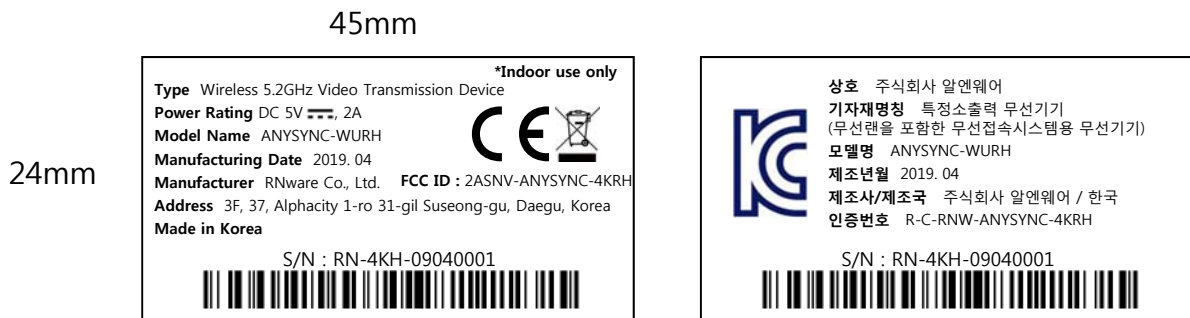 45mm
24mm
*Indoor use only
Type Wireless 5.2GHz Video Transmission Device
Power Rating DC 5V ⎓, 2A
Model Name ANYSYNC-WURH
Manufacturing Date 2019. 04
Manufacturer RNware Co., Ltd. FCC ID : 2ASNV-ANYSYNC-4KRH
Address 3F, 37, Alphacity 1-ro 31-gil Suseong-gu, Daegu, Korea
Made in Korea
CE
S/N : RN-4KH-09040001
KC
상호 주식회사 알엔웨어
기자재명칭 특정소출력 무선기기
(무선랜을 포함한 무선접속시스템용 무선기기)
모델명 ANYSYNC-WURH
제조년월 2019. 04
제조사/제조국 주식회사 알엔웨어 / 한국
인증번호 R-C-RNW-ANYSYNC-4KRH
S/N : RN-4KH-09040001